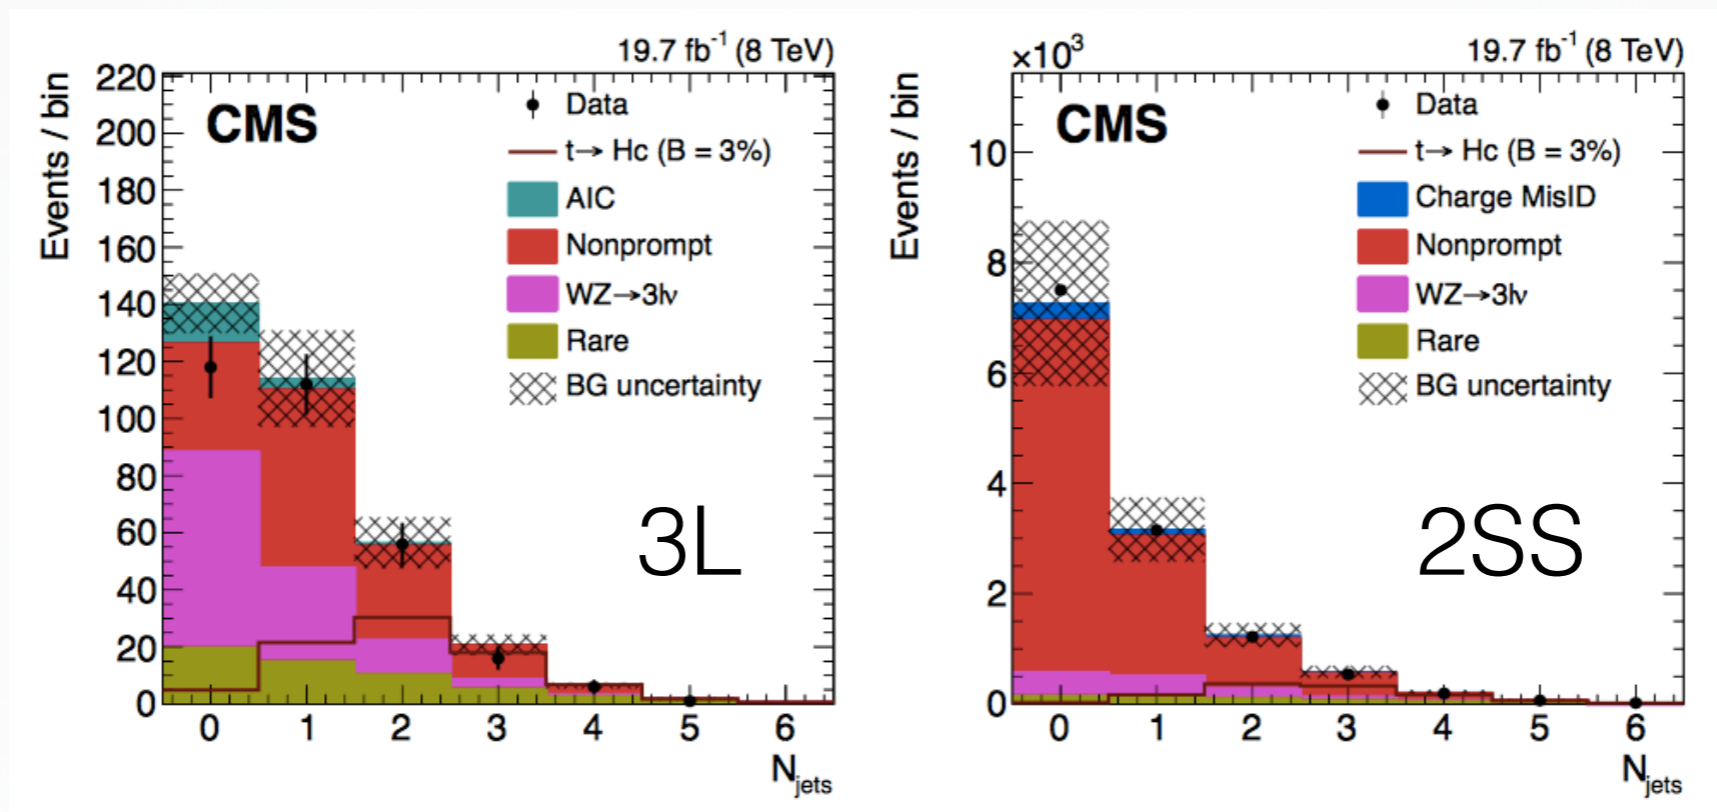 19.7 fb⁻¹ (8 TeV)
Events / bin
220
200
180
160
140
120
100
80
60
40
20
0
CMS
Data
t→ Hc (B = 3%)
AIC
Nonprompt
WZ→3lν
Rare
BG uncertainty
3L
0 1 2 3 4 5 6
N_jets
19.7 fb⁻¹ (8 TeV)
×10³
Events / bin
10
8
6
4
2
0
CMS
Data
t→ Hc (B = 3%)
Charge MisID
Nonprompt
WZ→3lν
Rare
BG uncertainty
2SS
0 1 2 3 4 5 6
N_jets